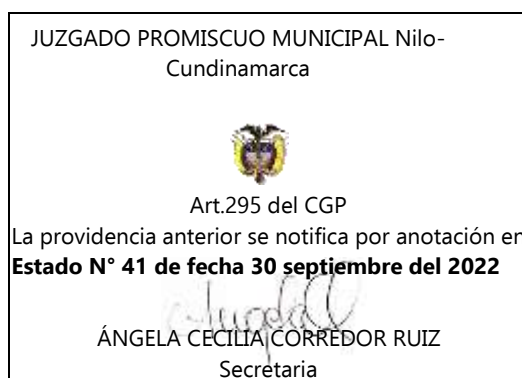 JUZGADO PROMISCUO MUNICIPAL Nilo-
Cundinamarca
Art.295 del CGP
La providencia anterior se notifica por anotación en
Estado N° 41 de fecha 30 septiembre del 2022
ÁNGELA CECILIA CORREDOR RUIZ
Secretaria